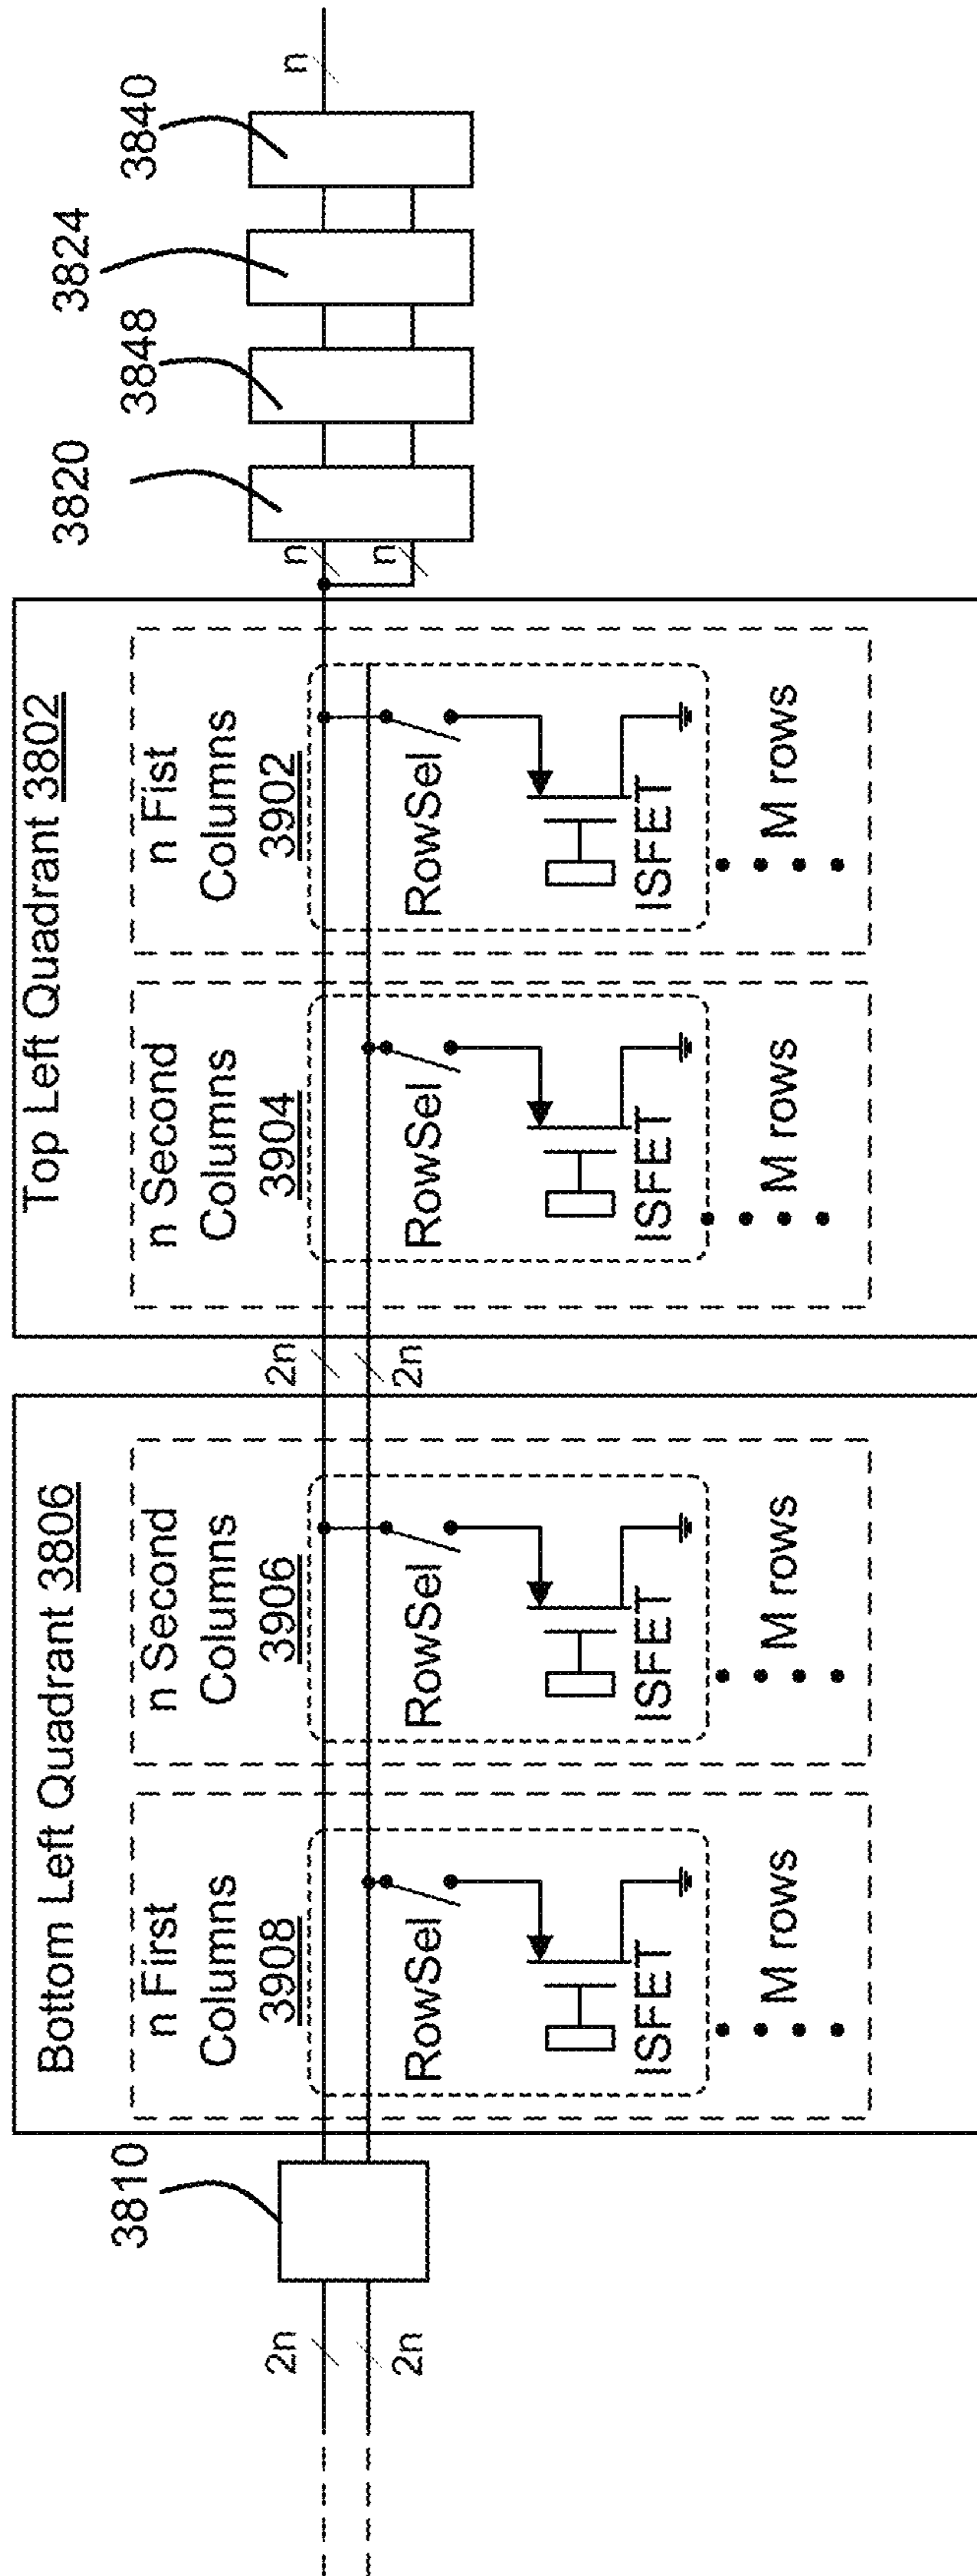 2n
2n
3810
Bottom Left Quadrant 3806
n First
Columns
3908
RowSel
ISFET
M rows
n Second
Columns
3906
RowSel
ISFET
M rows
2n
2n
Top Left Quadrant 3802
n Second
Columns
3904
RowSel
ISFET
M rows
n Fist
Columns
3902
RowSel
ISFET
M rows
n
n
3820
3848
3824
3840
n